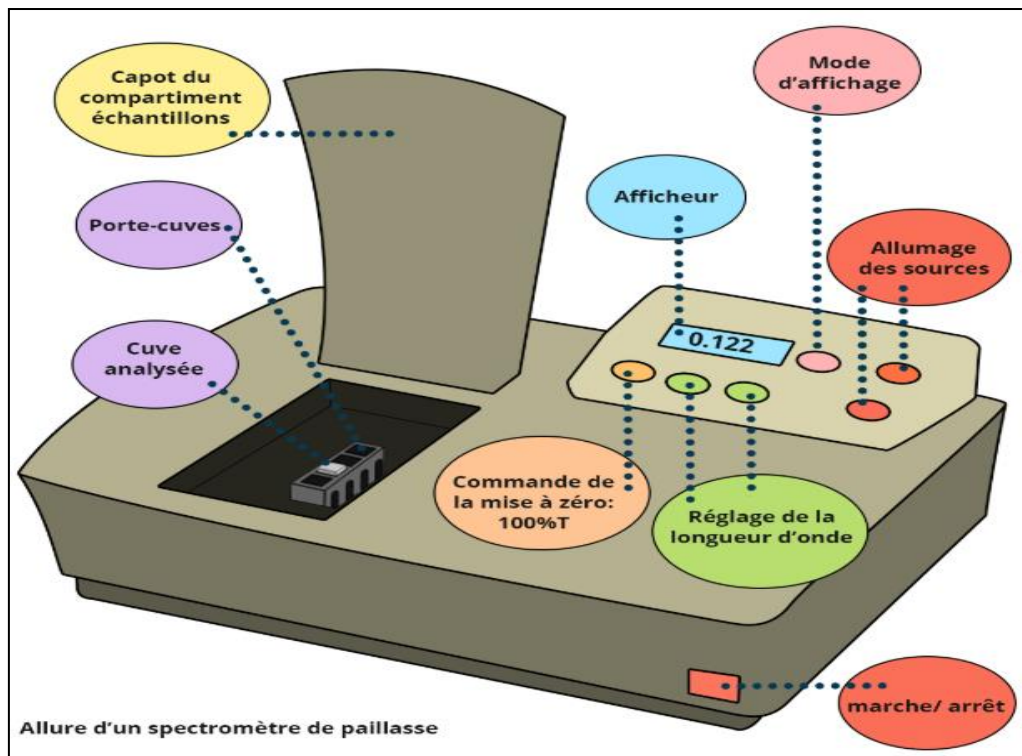 Capot du
compartiment
échantillons
Mode
d'affichage
Porte-cuves
Afficheur
Allumage
des sources
Cuve
analysée
0.122
Commande de
la mise à zéro:
100%T
Réglage de la
longueur d'onde
marche/ arrêt
Allure d'un spectromètre de paillasse